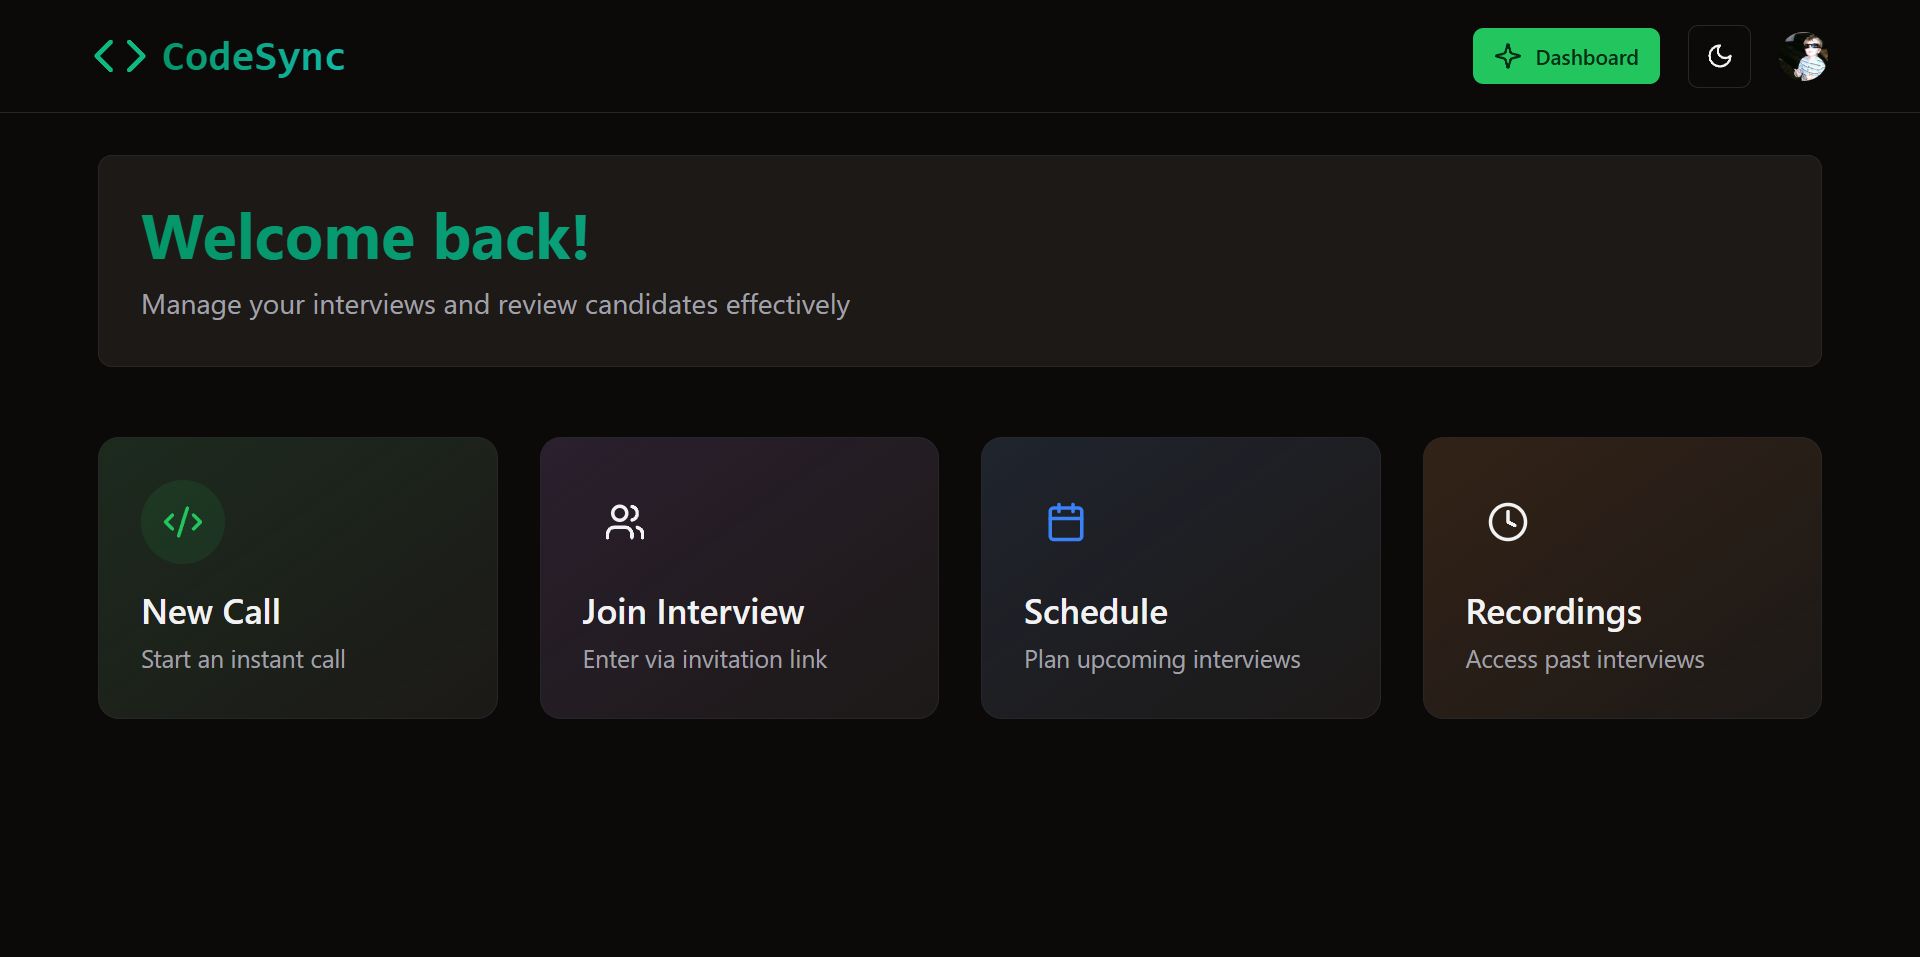 CodeSync
Dashboard
Welcome back!
Manage your interviews and review candidates effectively
New Call
Start an instant call
Join Interview
Enter via invitation link
Schedule
Plan upcoming interviews
Recordings
Access past interviews